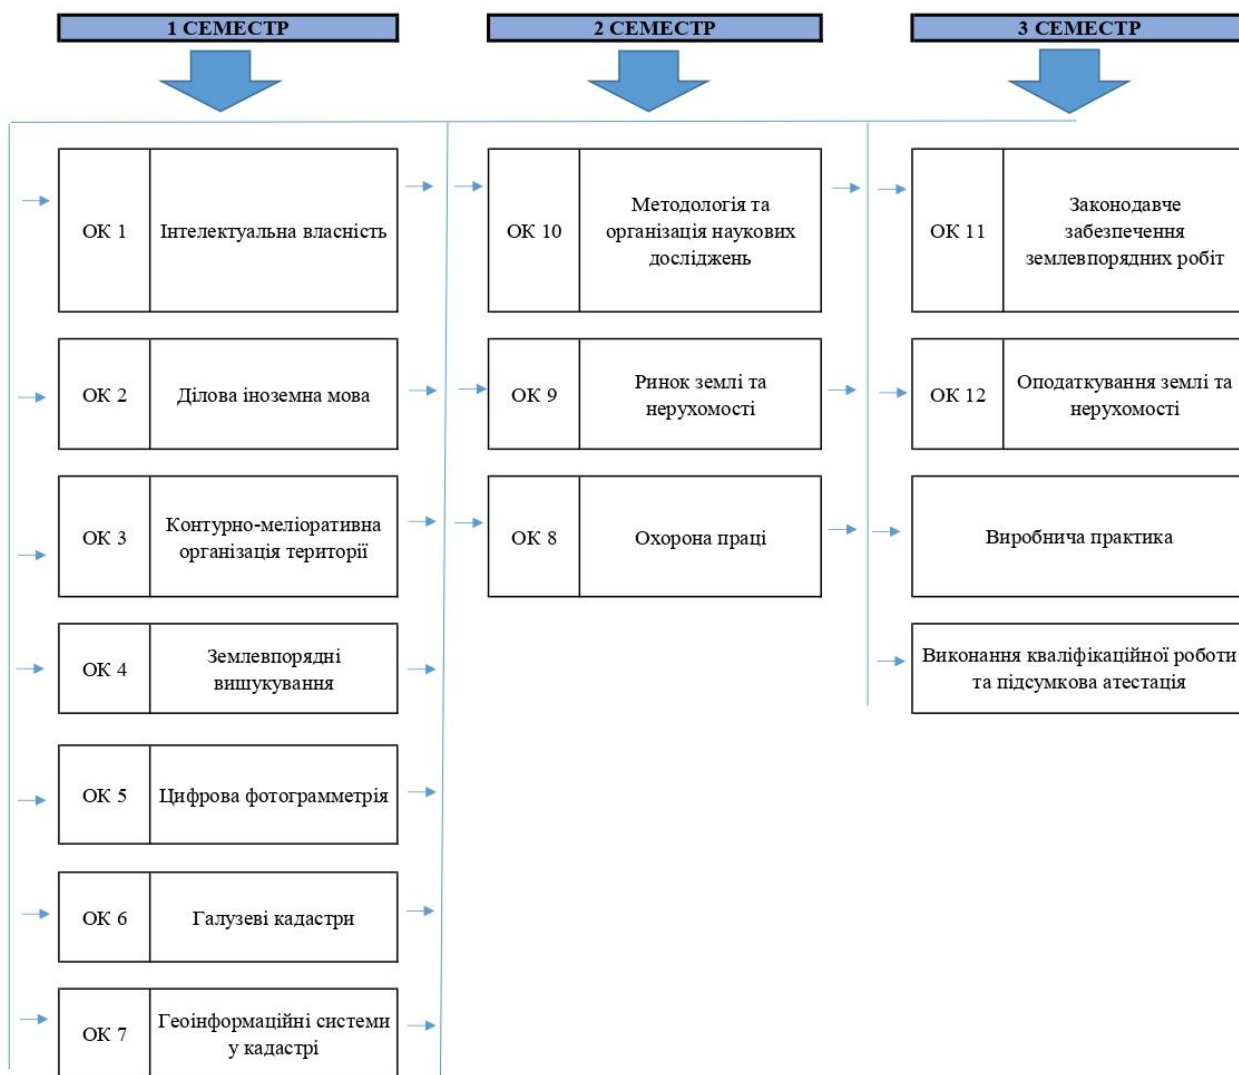 1 СЕМЕСТР
2 СЕМЕСТР
3 СЕМЕСТР
ОК 1
Інтелектуальна власність
ОК 10
Методологія та
організація наукових
досліджень
ОК 11
Законодавче
забезпечення
землевпорядних робіт
ОК 2
Ділова іноземна мова
ОК 9
Ринок землі та
нерухомості
ОК 12
Оподаткування землі та
нерухомості
ОК 3
Контурно-меліоративна
організація території
ОК 8
Охорона праці
Виробнича практика
ОК 4
Землевпорядні
вишукування
Виконання кваліфікаційної роботи
та підсумкова атестація
ОК 5
Цифрова фотограмметрія
ОК 6
Галузеві кадастри
ОК 7
Геоінформаційні системи
у кадастрі